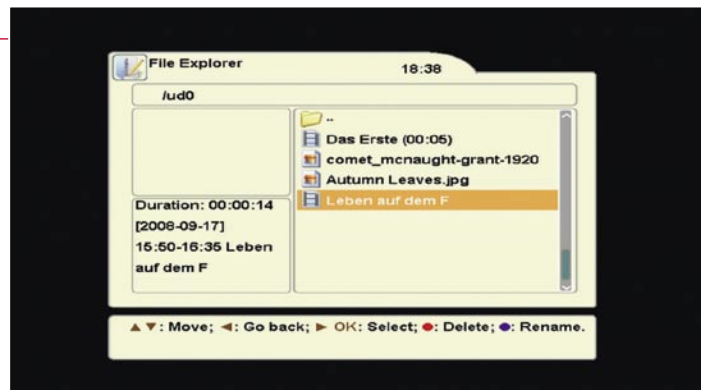 File Explorer
18:38
/ud0
..
Das Erste (00:05)
comet_mcnaught-grant-1920
Autumn Leaves.jpg
Leben auf dem F
Duration: 00:00:14
[2008-09-17]
15:50-16:35 Leben
auf dem F
▲ ▼: Move; ◄: Go back; ► OK: Select; ●: Delete; ●: Rename.